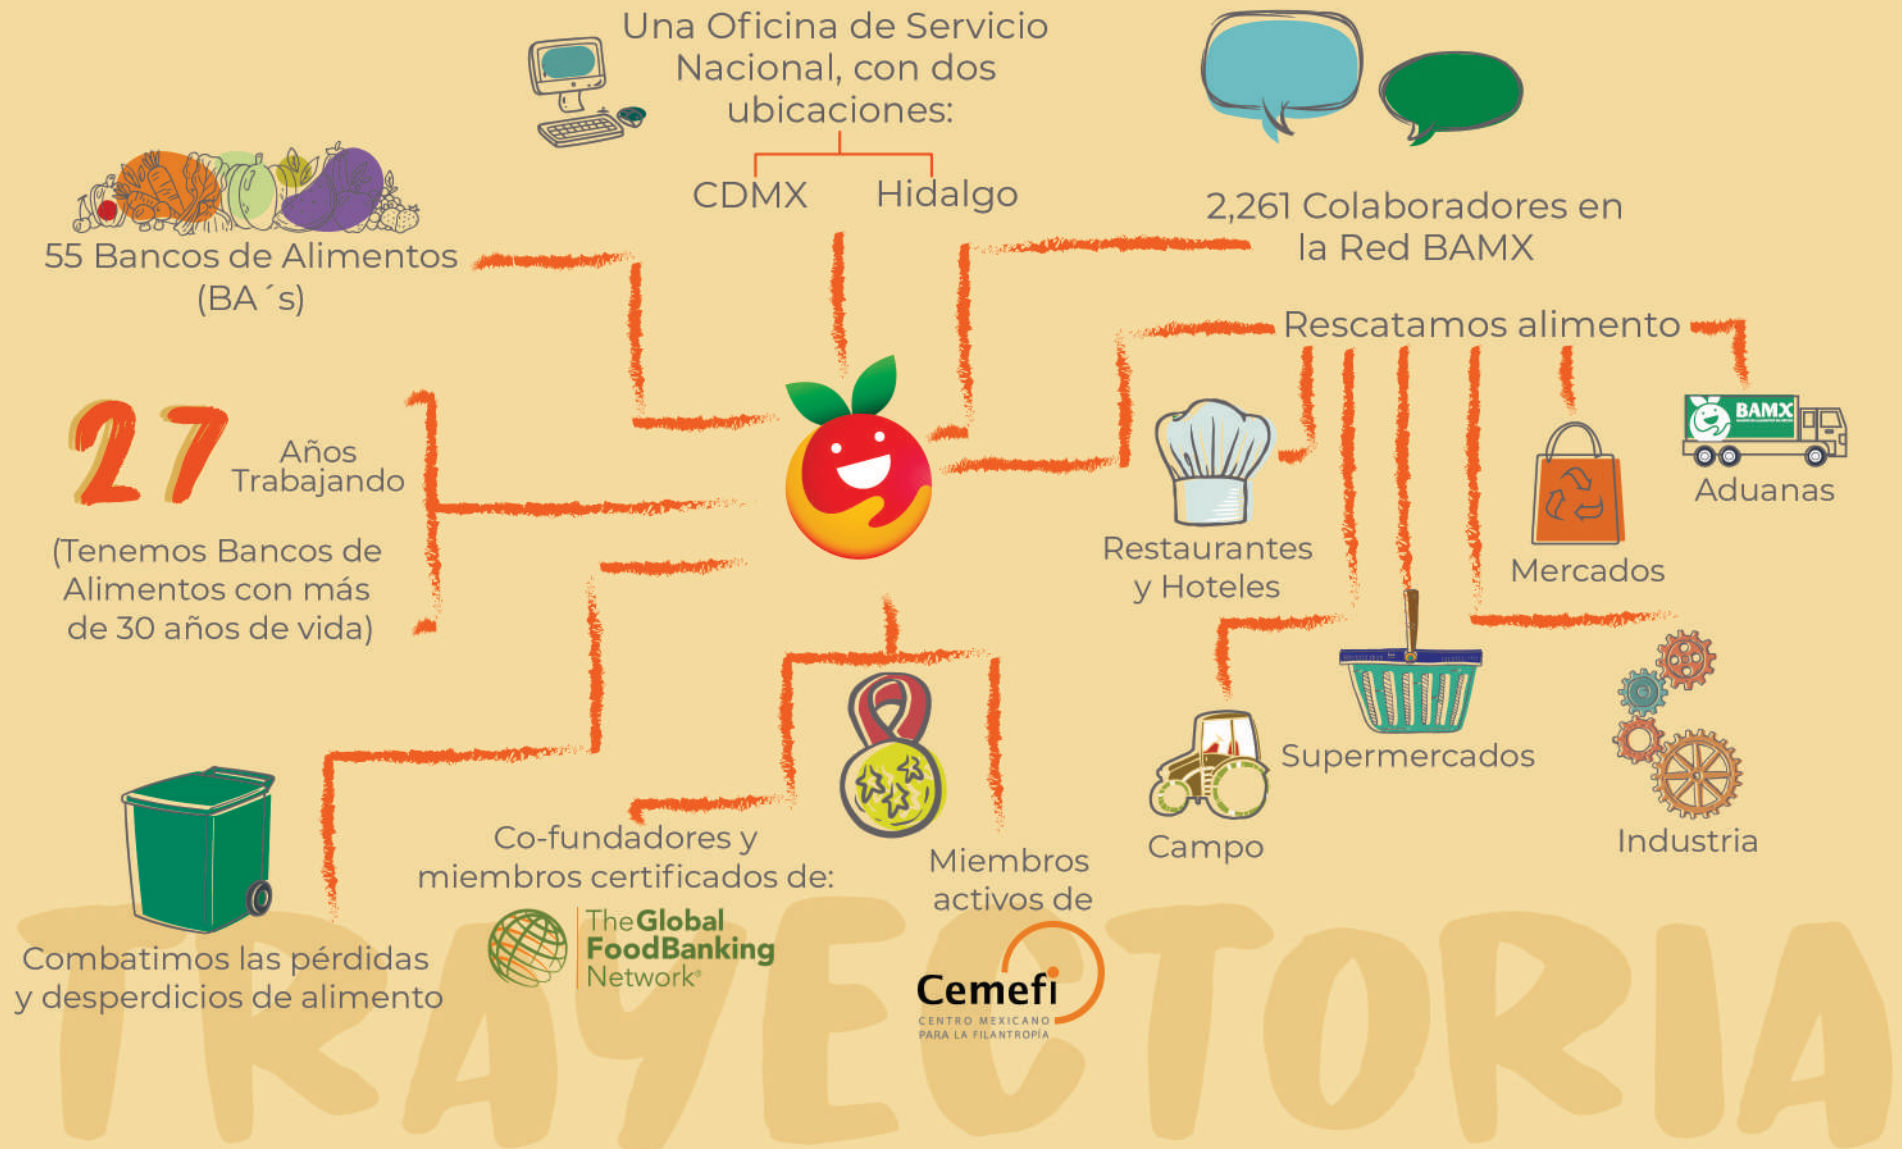 Una Oficina de Servicio
Nacional, con dos
ubicaciones:
CDMX
Hidalgo
55 Bancos de Alimentos
(BA´s)
2,261 Colaboradores en
la Red BAMX
Rescatamos alimento
27
Años
Trabajando
(Tenemos Bancos de
Alimentos con más
de 30 años de vida)
BAMX
Aduanas
Restaurantes
y Hoteles
Mercados
Supermercados
Campo
Industria
Co-fundadores y
miembros certificados de:
The Global
FoodBanking
Network®
Miembros
activos de
Cemefi
CENTRO MEXICANO
PARA LA FILANTROPÍA
Combatimos las pérdidas
y desperdicios de alimento
TRAYECTORIA